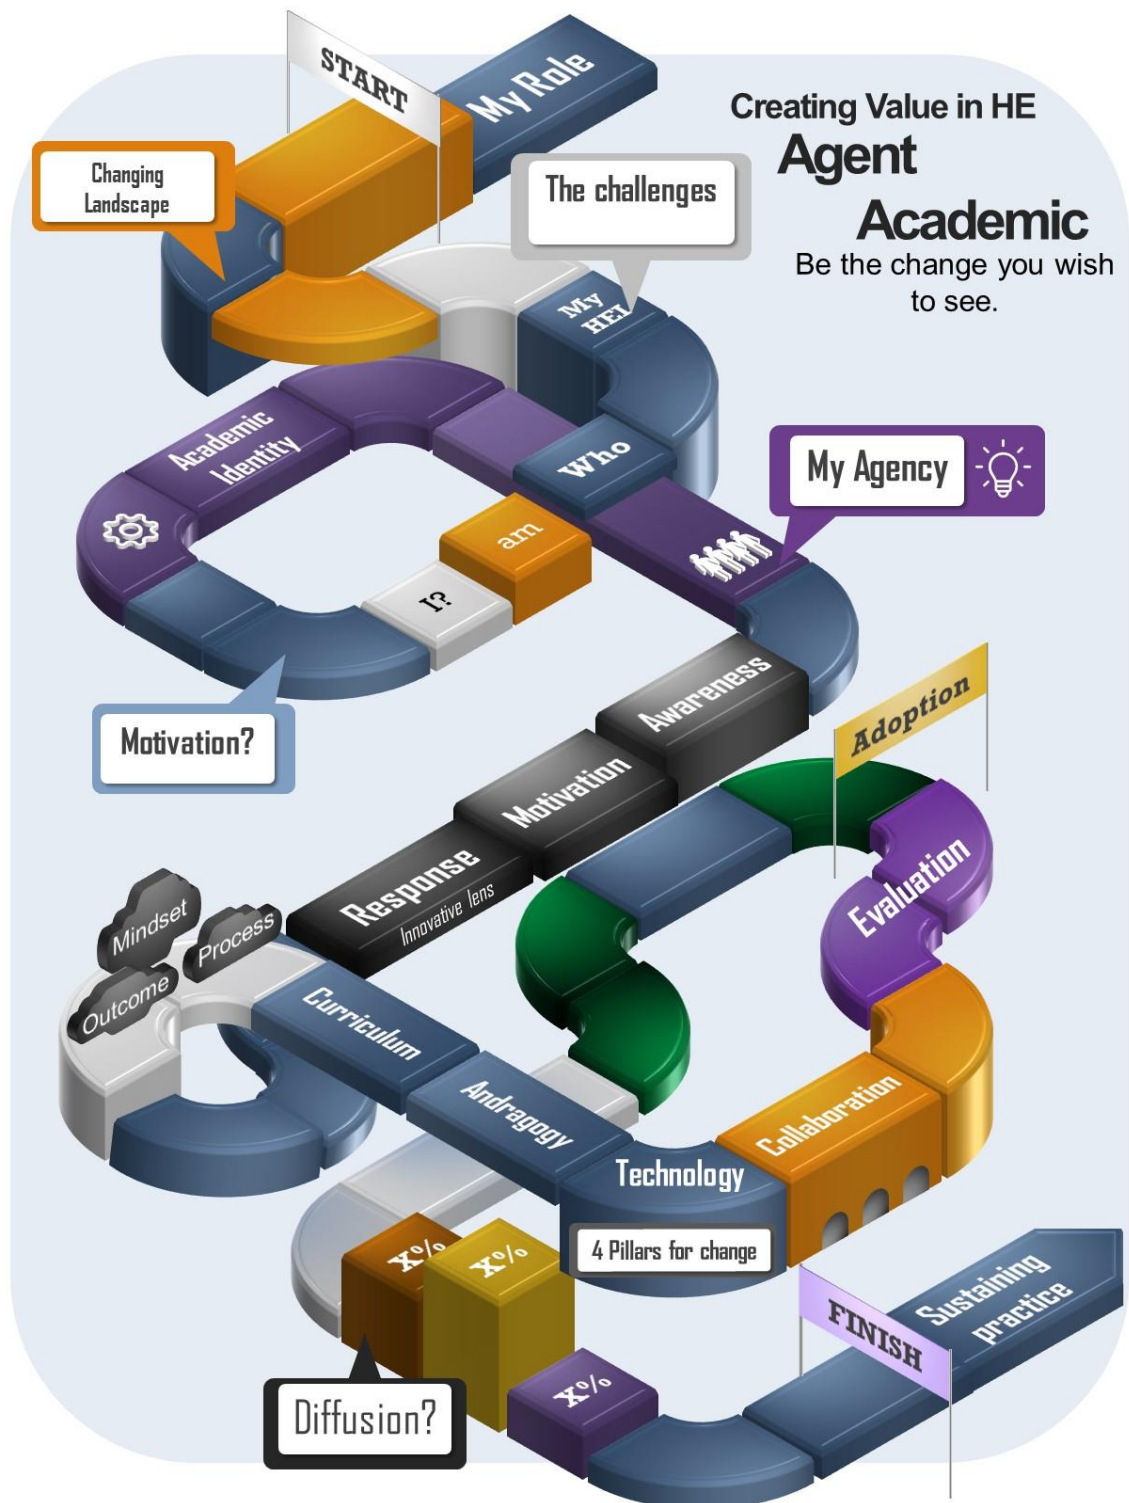 START
My Role
Creating Value in HE
Agent
Academic
Be the change you wish
to see.
Changing
Landscape
The challenges
My
HEI
Who
am
I?
Academic
Identity
My Agency
Motivation?
Awareness
Motivation
Response
Innovative lens
Adoption
Evaluation
Mindset
Process
Outcome
Curriculum
Andragogy
Technology
Collaboration
4 Pillars for change
X%
X%
X%
Diffusion?
FINISH
Sustaining
practice